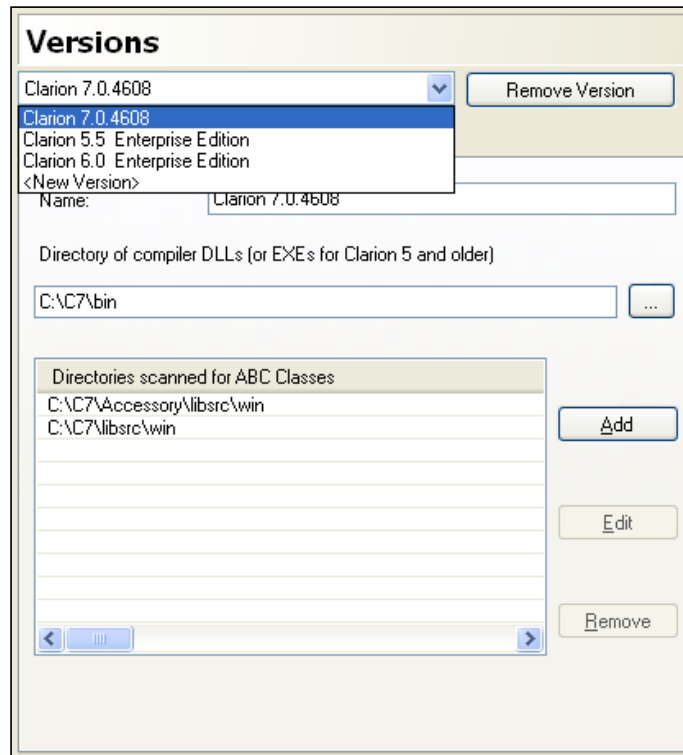 Versions
Clarion 7.0.4608
Remove Version
Clarion 7.0.4608
Clarion 5.5 Enterprise Edition
Clarion 6.0 Enterprise Edition
<New Version>
Name: Clarion 7.0.4608
Directory of compiler DLLs (or EXEs for Clarion 5 and older)
C:\C7\bin
...
Directories scanned for ABC Classes
C:\C7\Accessory\libsrc\win
C:\C7\libsrc\win
Add
Edit
Remove